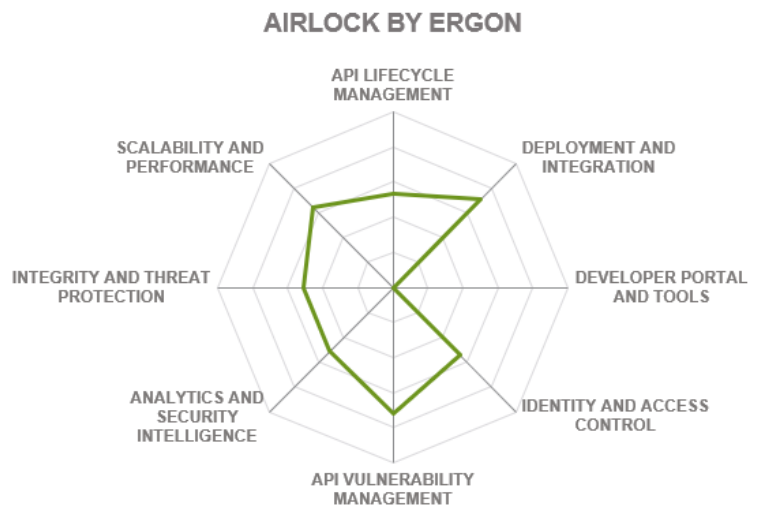 AIRLOCK BY ERGON
API LIFECYCLE
MANAGEMENT
DEPLOYMENT AND
INTEGRATION
DEVELOPER PORTAL
AND TOOLS
IDENTITY AND ACCESS
CONTROL
API VULNERABILITY
MANAGEMENT
ANALYTICS AND
SECURITY
INTELLIGENCE
INTEGRITY AND THREAT
PROTECTION
SCALABILITY AND
PERFORMANCE